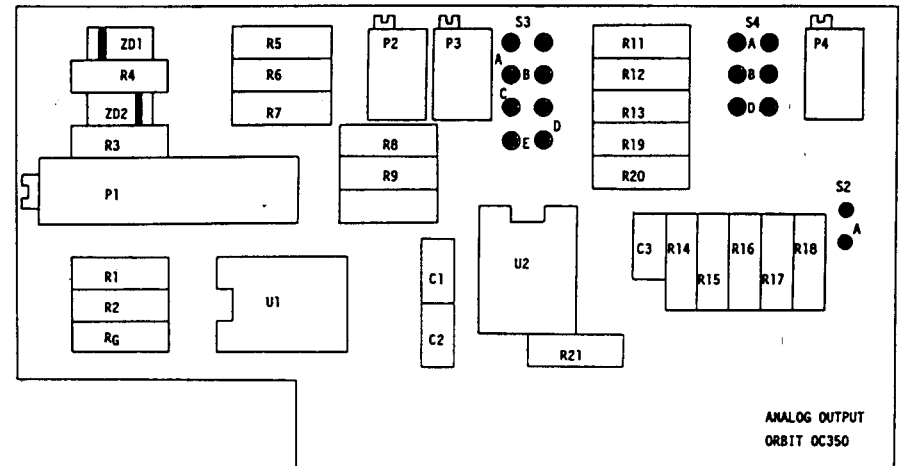 S3
S4
ZD1
R5
P2
P3
R11
A
P4
A
R4
R6
B
R12
B
ZD2
R7
C
R13
D
R3
R8
E
D
R19
P1
R9
R20
S2
A
R1
U1
C1
U2
C3
R14
R15
R16
R17
R18
R2
RG
C2
R21
ANALOG OUTPUT
ORBIT OC350